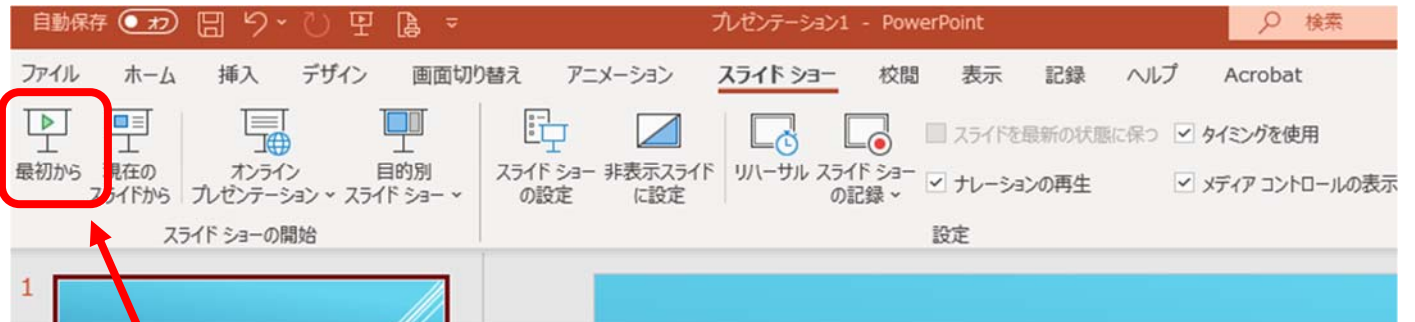 自動保存 オフ プレゼンテーション1 - PowerPoint 検索
ファイル ホーム 挿入 デザイン 画面切り替え アニメーション スライド ショー 校閲 表示 記録 ヘルプ Acrobat
最初から
現在の
スライドから
オンライン
プレゼンテーション
目的別
スライド ショー
スライド ショーの開始
スライド ショー
の設定
非表示スライド
に設定
リハーサル
スライド ショー
の記録
スライドを最新の状態に保つ
ナレーションの再生
タイミングを使用
メディア コントロールの表示
設定
1